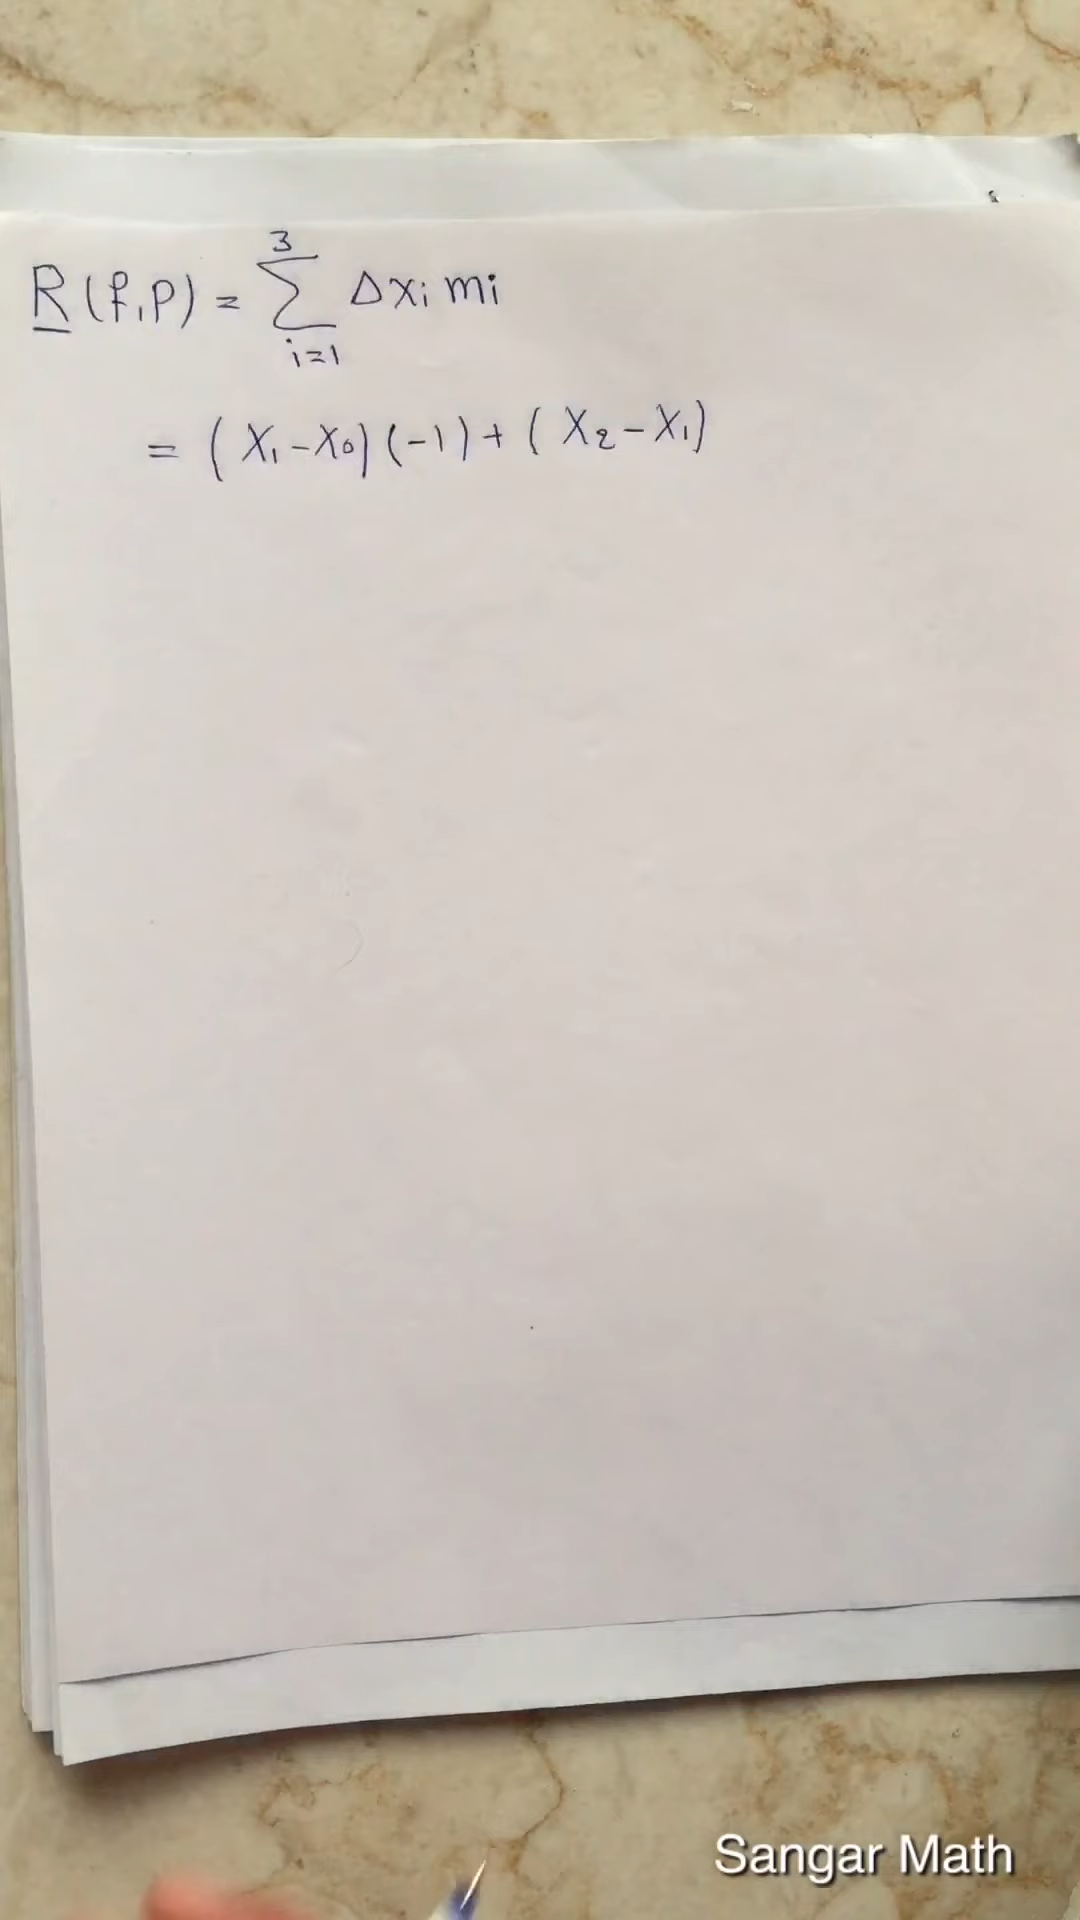 R(f,p) = 3 ∑ i=1 Δxi mi
= (X1-X0)(-1)+(X2-X1)
Sangar Math